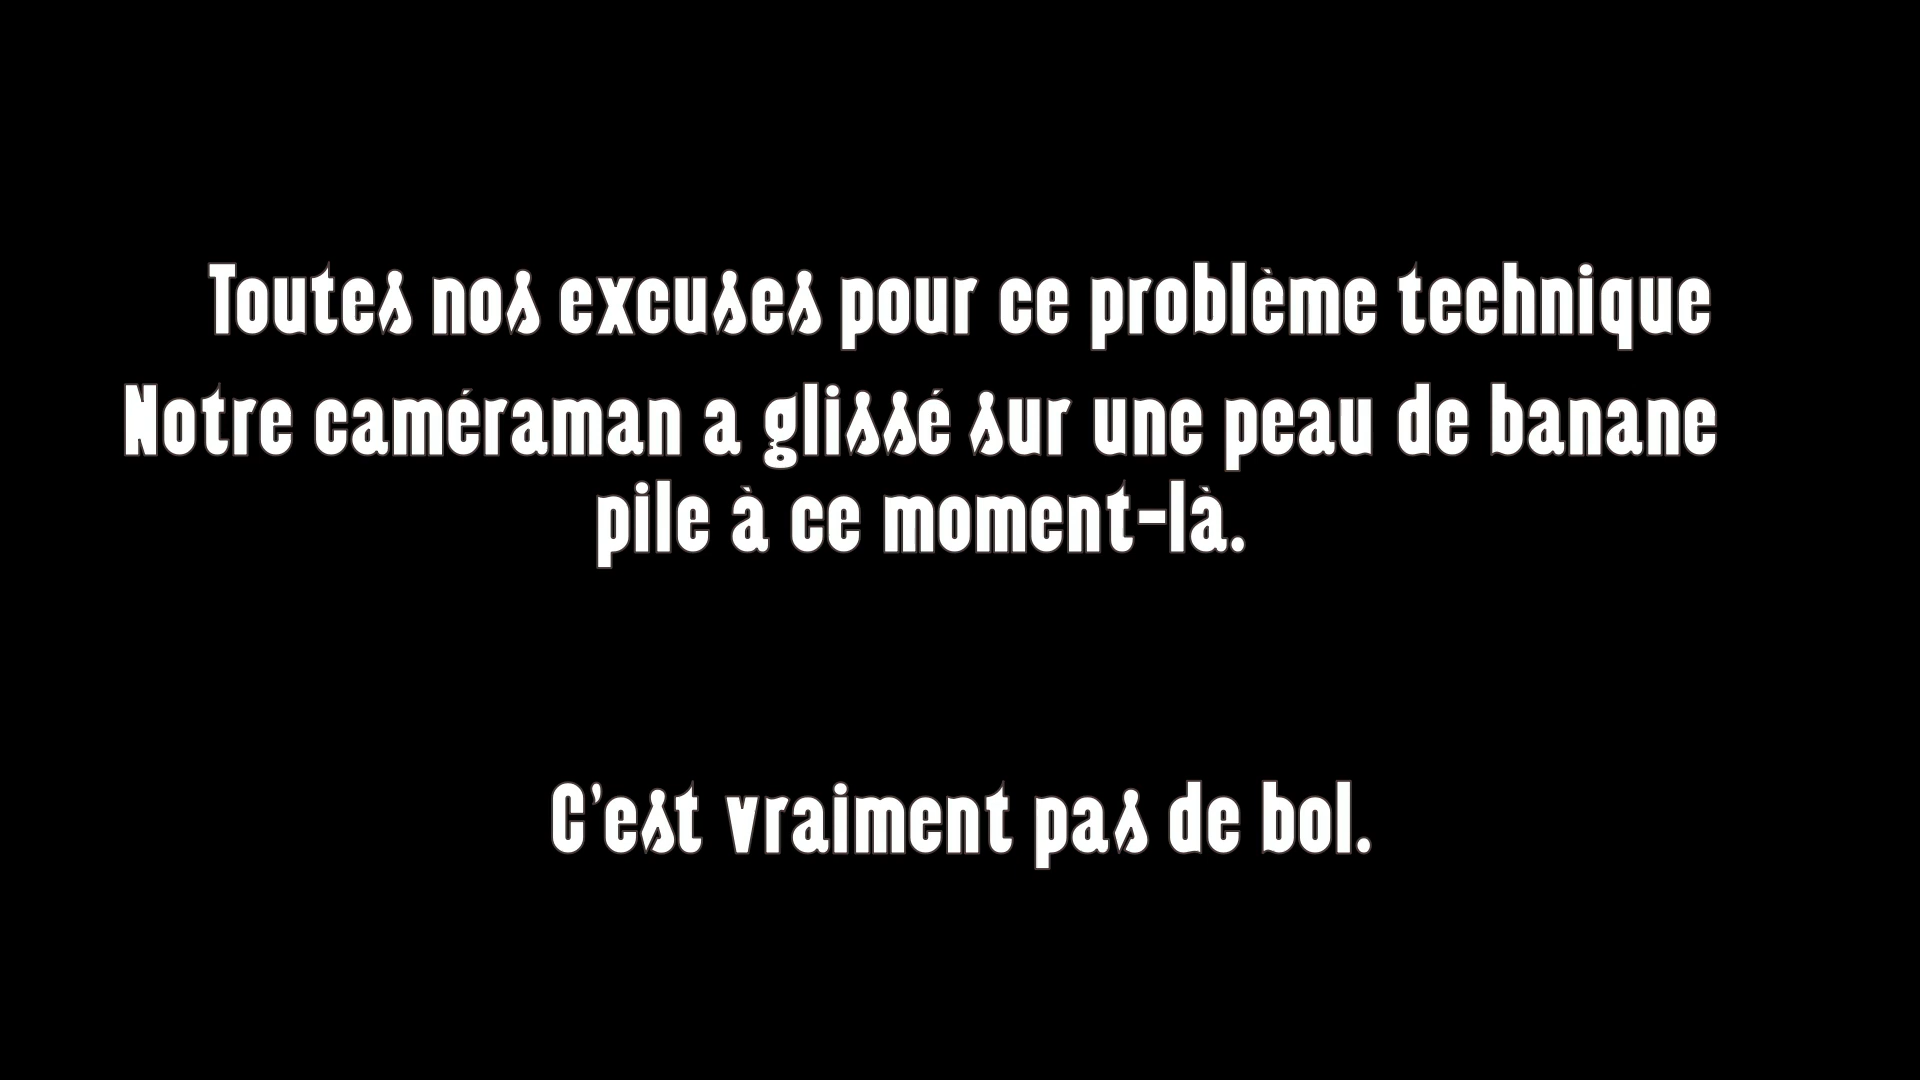 Toutes nos excuses pour ce problème technique
Notre caméraman a glissé sur une peau de banane
pile à ce moment-là.
C'est vraiment pas de bol.